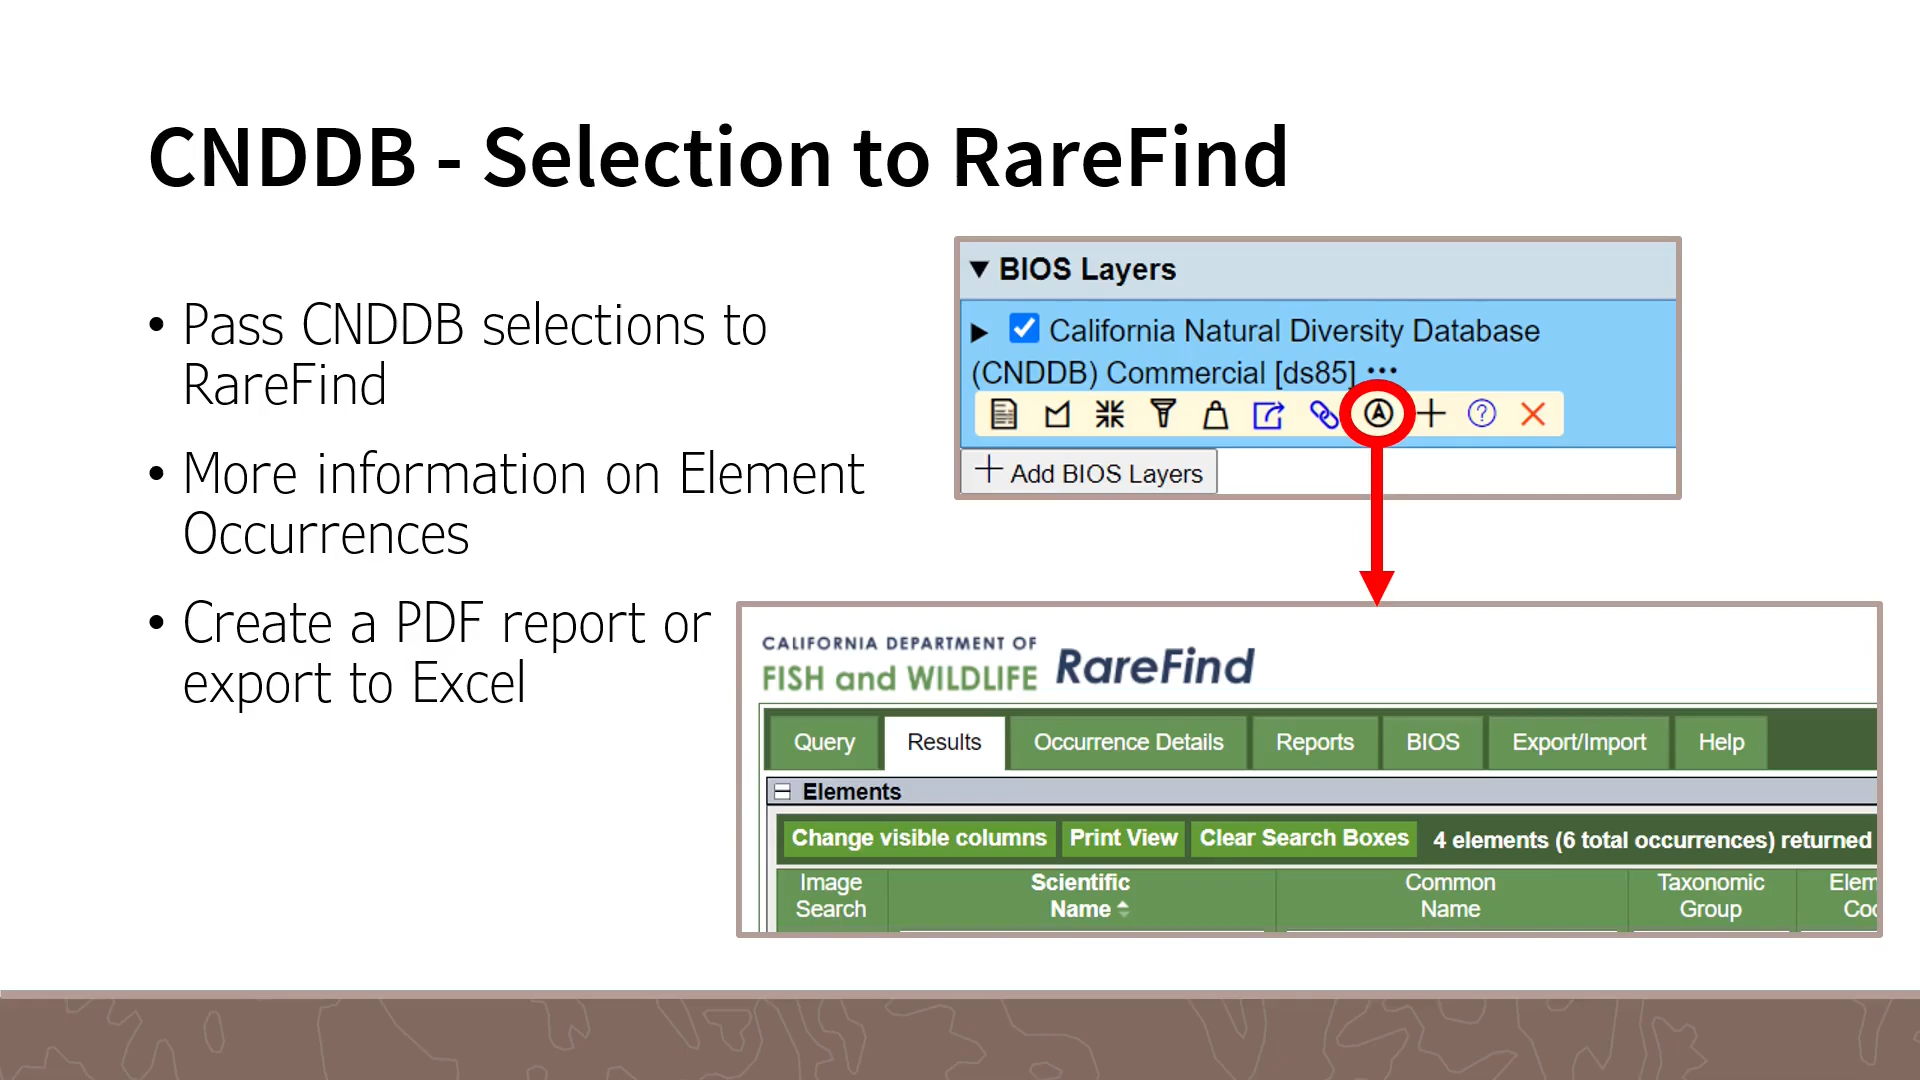 CNDDB - Selection to RareFind
• Pass CNDDB selections to
RareFind
• More information on Element
Occurrences
• Create a PDF report or
export to Excel
BIOS Layers
California Natural Diversity Database
(CNDDB) Commercial [ds85] •••
+ Add BIOS Layers
CALIFORNIA DEPARTMENT OF
FISH and WILDLIFE RareFind
Query Results Occurrence Details Reports BIOS Export/Import Help
Elements
Change visible columns Print View Clear Search Boxes 4 elements (6 total occurrences) returned
Image Search
Scientific Name
Common Name
Taxonomic Group